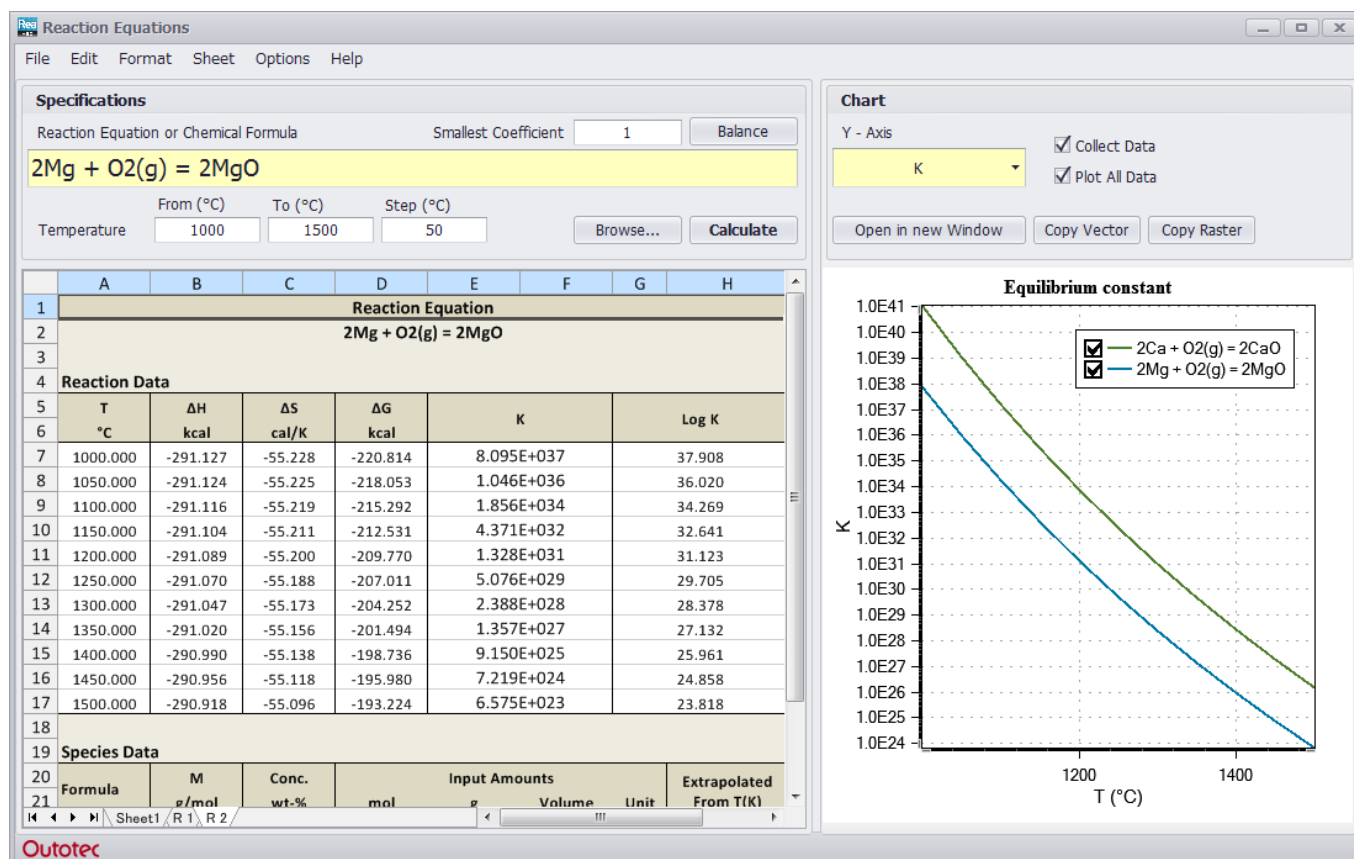 Rea
Reaction Equations
File Edit Format Sheet Options Help
Specifications
Reaction Equation or Chemical Formula Smallest Coefficient 1 Balance
2Mg + O2(g) = 2MgO
From (°C) To (°C) Step (°C)
Temperature 1000 1500 50 Browse... Calculate
Chart
Y - Axis
K
Collect Data
Plot All Data
Open in new Window Copy Vector Copy Raster
A B C D E F G H
1 Reaction Equation
2 2Mg + O2(g) = 2MgO
3
4 Reaction Data
5 T ΔH ΔS ΔG K Log K
6 °C kcal cal/K kcal
7 1000.000 -291.127 -55.228 -220.814 8.095E+037 37.908
8 1050.000 -291.124 -55.225 -218.053 1.046E+036 36.020
9 1100.000 -291.116 -55.219 -215.292 1.856E+034 34.269
10 1150.000 -291.104 -55.211 -212.531 4.371E+032 32.641
11 1200.000 -291.089 -55.200 -209.770 1.328E+031 31.123
12 1250.000 -291.070 -55.188 -207.011 5.076E+029 29.705
13 1300.000 -291.047 -55.173 -204.252 2.388E+028 28.378
14 1350.000 -291.020 -55.156 -201.494 1.357E+027 27.132
15 1400.000 -290.990 -55.138 -198.736 9.150E+025 25.961
16 1450.000 -290.956 -55.118 -195.980 7.219E+024 24.858
17 1500.000 -290.918 -55.096 -193.224 6.575E+023 23.818
18
19 Species Data
20 Formula M Conc. Input Amounts Extrapolated
21 g/mol wt-% mol g Volume Unit From T(K)
Sheet1 R 1 R 2
Equilibrium constant
1.0E41
1.0E40
1.0E39
1.0E38
1.0E37
1.0E36
1.0E35
1.0E34
1.0E33
1.0E32
1.0E31
1.0E30
1.0E29
1.0E28
1.0E27
1.0E26
1.0E25
1.0E24
K
2Ca + O2(g) = 2CaO
2Mg + O2(g) = 2MgO
1200 1400
T (°C)
Outotec